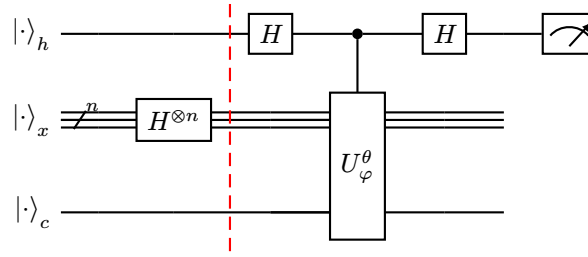 |·⟩_h H H
n
|·⟩_x H^{⊗n}
U_φ^θ
|·⟩_c